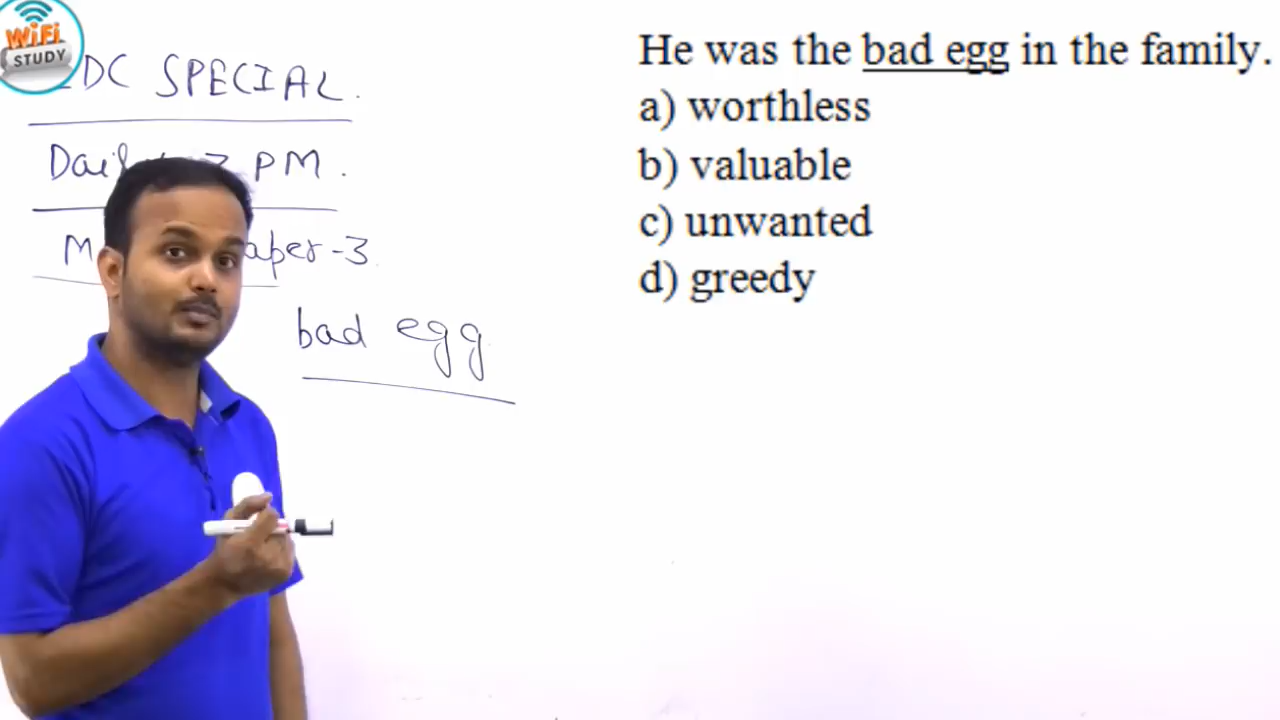 WiFi
STUDY
DC SPECIAL.
PM.
-3
bad egg
He was the bad egg in the family.
a) worthless
b) valuable
c) unwanted
d) greedy